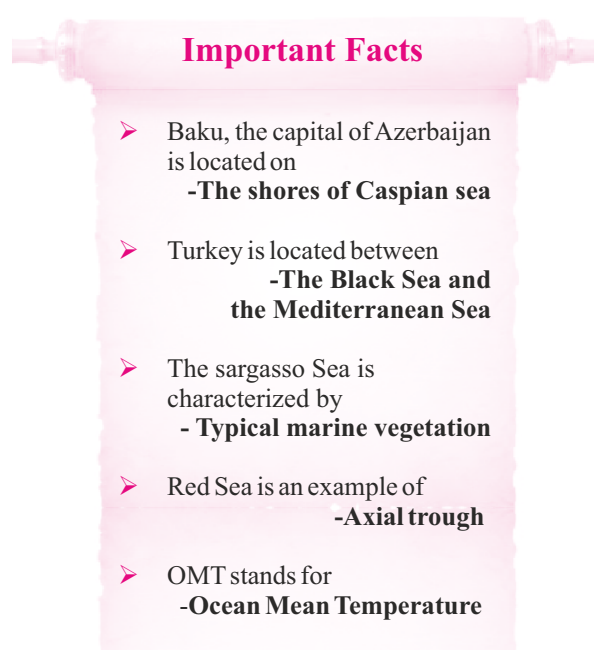 Important Facts
➢ Baku, the capital of Azerbaijan
is located on
-The shores of Caspian sea
➢ Turkey is located between
-The Black Sea and
the Mediterranean Sea
➢ The sargasso Sea is
characterized by
- Typical marine vegetation
➢ Red Sea is an example of
-Axial trough
➢ OMT stands for
-Ocean Mean Temperature